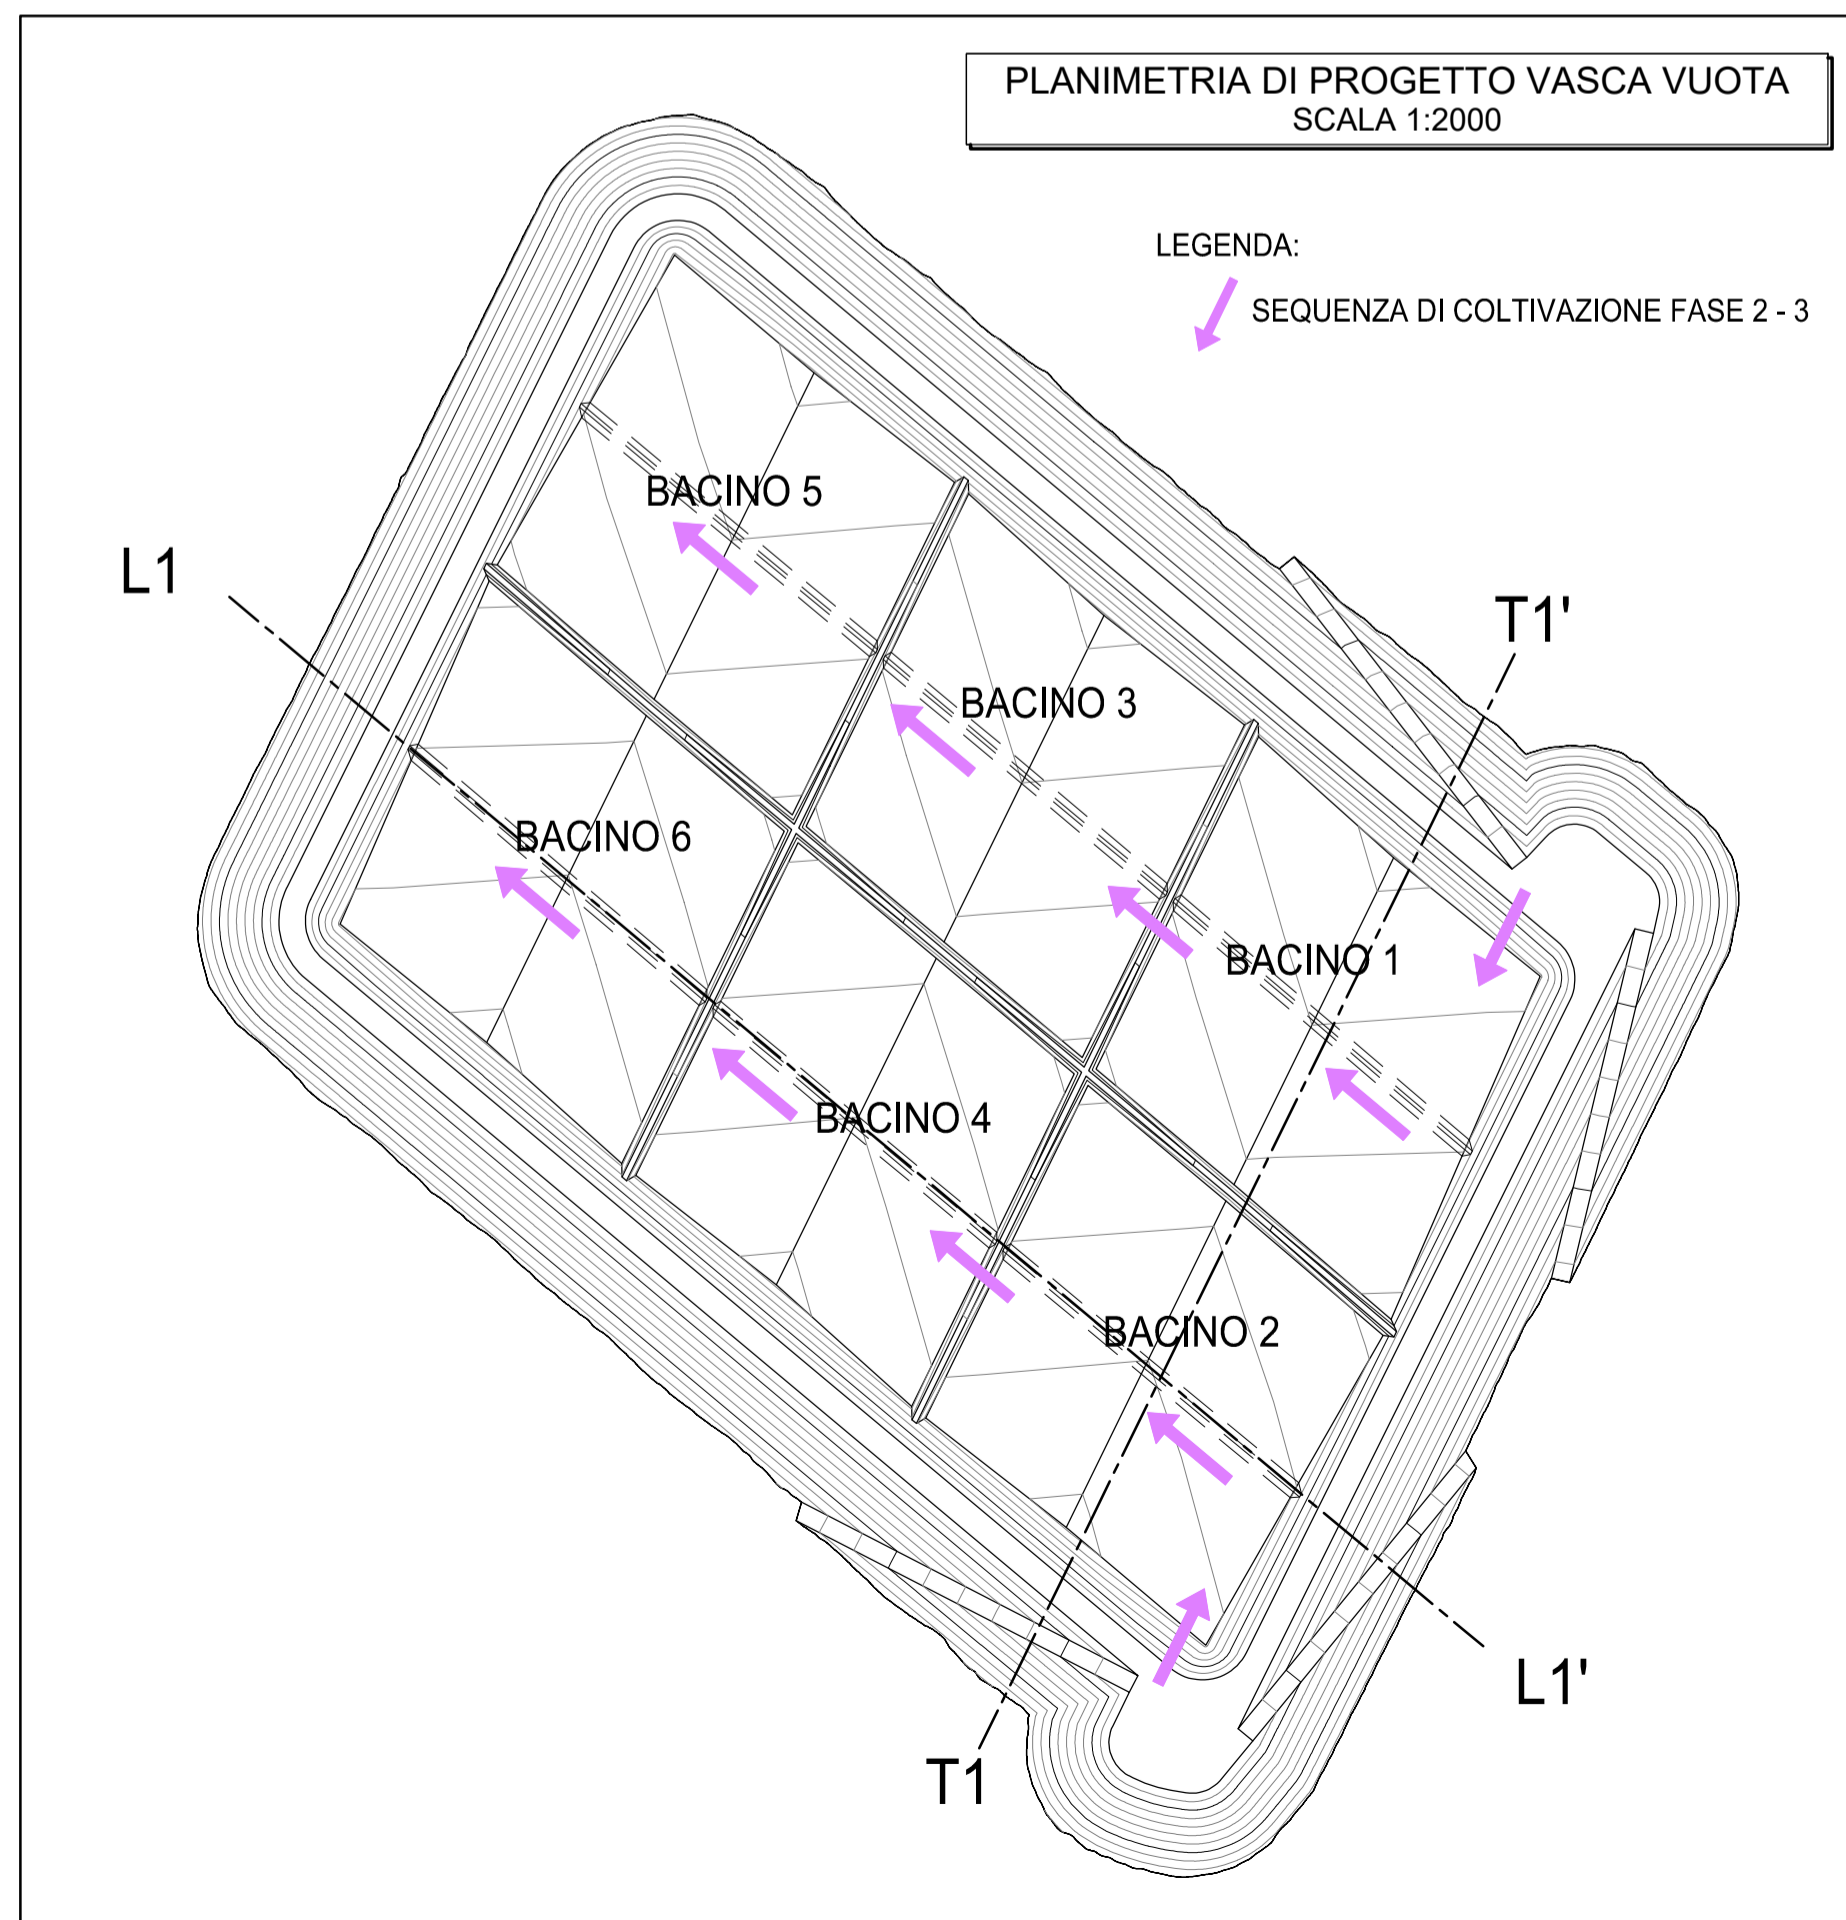 PLANIMETRIA DI PROGETTO VASCA VUOTA
SCALA 1:2000
LEGENDA:
SEQUENZA DI COLTIVAZIONE FASE 2 - 3
BACINO 5
L1
T1'
BACINO 3
BACINO 6
BACINO 1
BACINO 4
BACINO 2
L1'
T1